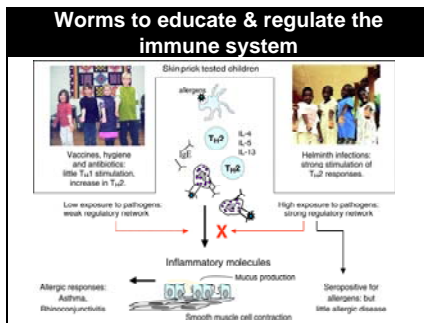 Worms to educate & regulate the
immune system
Skin prick tested children
allergens
TH2
IL-4
IL-5
IL-13
IgE
TH2
Vaccines, hygiene
and antibiotics:
little TH1 stimulation,
increase in TH2.
Helminth infections:
strong stimulation of
TH2 responses.
Low exposure to pathogens:
weak regulatory network
High exposure to pathogens:
strong regulatory network
X
Inflammatory molecules
Mucus production
Allergic responses:
Asthma,
Rhinoconjunctivitis
Smooth muscle cell contraction
Seropositive for
allergens; but
little allergic disease